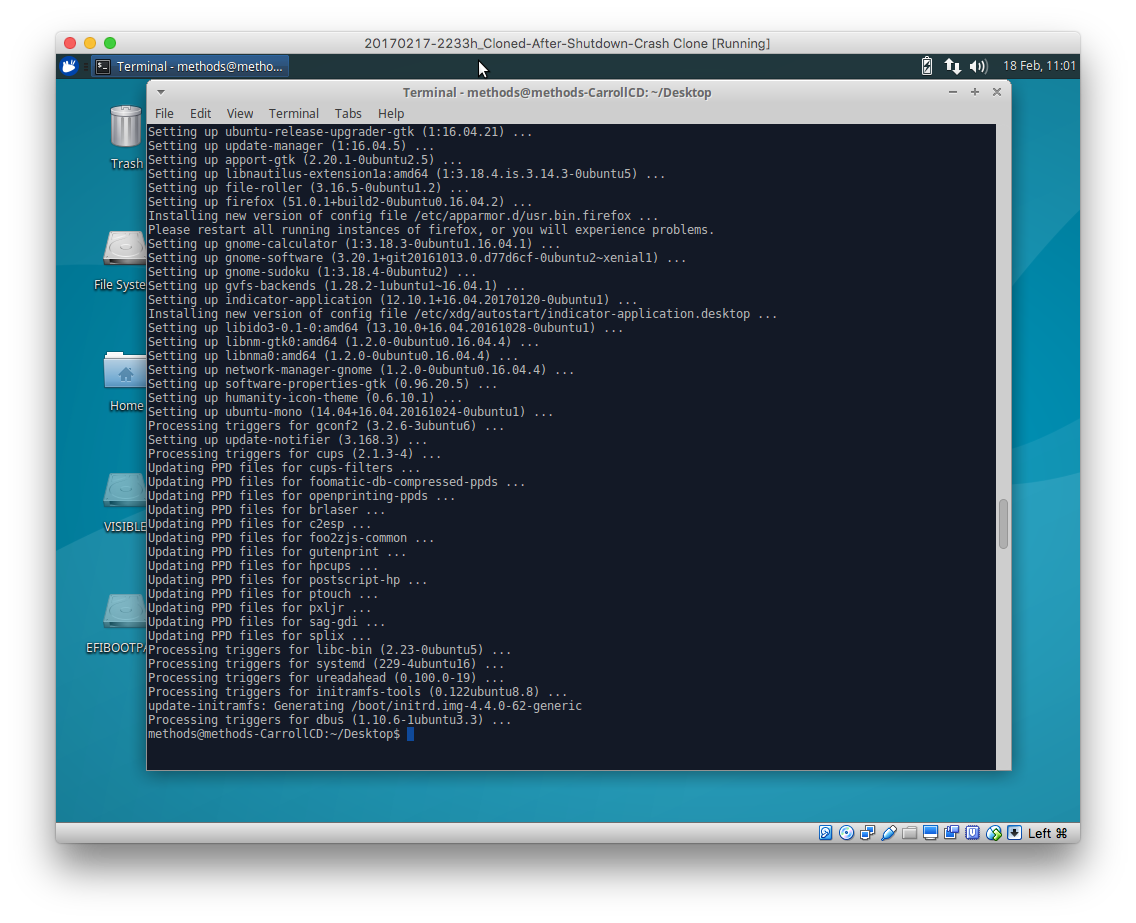 20170217-2233h_Cloned-After-Shutdown-Crash Clone [Running]
Terminal - methods@metho...
18 Feb, 11:01
Terminal - methods@methods-CarrollCD: ~/Desktop
File Edit View Terminal Tabs Help
Trash
File Syste
Home
VISIBLE
EFIBOOTPA
Setting up ubuntu-release-upgrader-gtk (1:16.04.21) ...
Setting up update-manager (1:16.04.5) ...
Setting up apport-gtk (2.20.1-0ubuntu2.5) ...
Setting up libnautilus-extension1a:amd64 (1:3.18.4.is.3.14.3-0ubuntu5) ...
Setting up file-roller (3.16.5-0ubuntu1.2) ...
Setting up firefox (51.0.1+build2-0ubuntu0.16.04.2) ...
Installing new version of config file /etc/apparmor.d/usr.bin.firefox ...
Please restart all running instances of firefox, or you will experience problems.
Setting up gnome-calculator (1:3.18.3-0ubuntu1.16.04.1) ...
Setting up gnome-software (3.20.1+git20161013.0.d77d6cf-0ubuntu2~xenial1) ...
Setting up gnome-sudoku (1:3.18.4-0ubuntu2) ...
Setting up gvfs-backends (1.28.2-1ubuntu1~16.04.1) ...
Setting up indicator-application (12.10.1+16.04.20170120-0ubuntu1) ...
Installing new version of config file /etc/xdg/autostart/indicator-application.desktop ...
Setting up libido3-0.1-0:amd64 (13.10.0+16.04.20161028-0ubuntu1) ...
Setting up libnm-gtk0:amd64 (1.2.0-0ubuntu0.16.04.4) ...
Setting up libnma0:amd64 (1.2.0-0ubuntu0.16.04.4) ...
Setting up network-manager-gnome (1.2.0-0ubuntu0.16.04.4) ...
Setting up software-properties-gtk (0.96.20.5) ...
Setting up humanity-icon-theme (0.6.10.1) ...
Setting up ubuntu-mono (14.04+16.04.20161024-0ubuntu1) ...
Processing triggers for gconf2 (3.2.6-3ubuntu6) ...
Setting up update-notifier (3.168.3) ...
Processing triggers for cups (2.1.3-4) ...
Updating PPD files for cups-filters ...
Updating PPD files for foomatic-db-compressed-ppds ...
Updating PPD files for openprinting-ppds ...
Updating PPD files for brlaser ...
Updating PPD files for c2esp ...
Updating PPD files for foo2zjs-common ...
Updating PPD files for gutenprint ...
Updating PPD files for hpcups ...
Updating PPD files for postscript-hp ...
Updating PPD files for ptouch ...
Updating PPD files for pxljr ...
Updating PPD files for sag-gdi ...
Updating PPD files for splix ...
Processing triggers for libc-bin (2.23-0ubuntu5) ...
Processing triggers for systemd (229-4ubuntu16) ...
Processing triggers for ureadahead (0.100.0-19) ...
Processing triggers for initramfs-tools (0.122ubuntu8.8) ...
update-initramfs: Generating /boot/initrd.img-4.4.0-62-generic
Processing triggers for dbus (1.10.6-1ubuntu3.3) ...
methods@methods-CarrollCD:~/Desktop$
Left ⌘